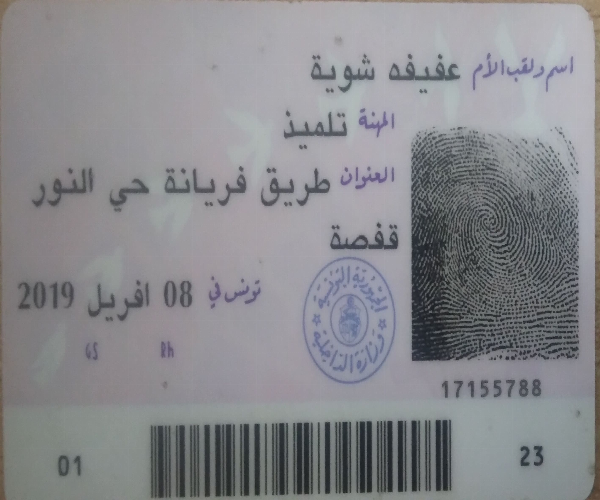 اسم ولقب الأم عفيفه شوية
المهنة تلميذ
العنوان طريق فريانة حي النور
قفصة
تونس في 08 افريل 2019
الجمهورية التونسية
وزارة الداخلية
GS Rh
17155788
01 23